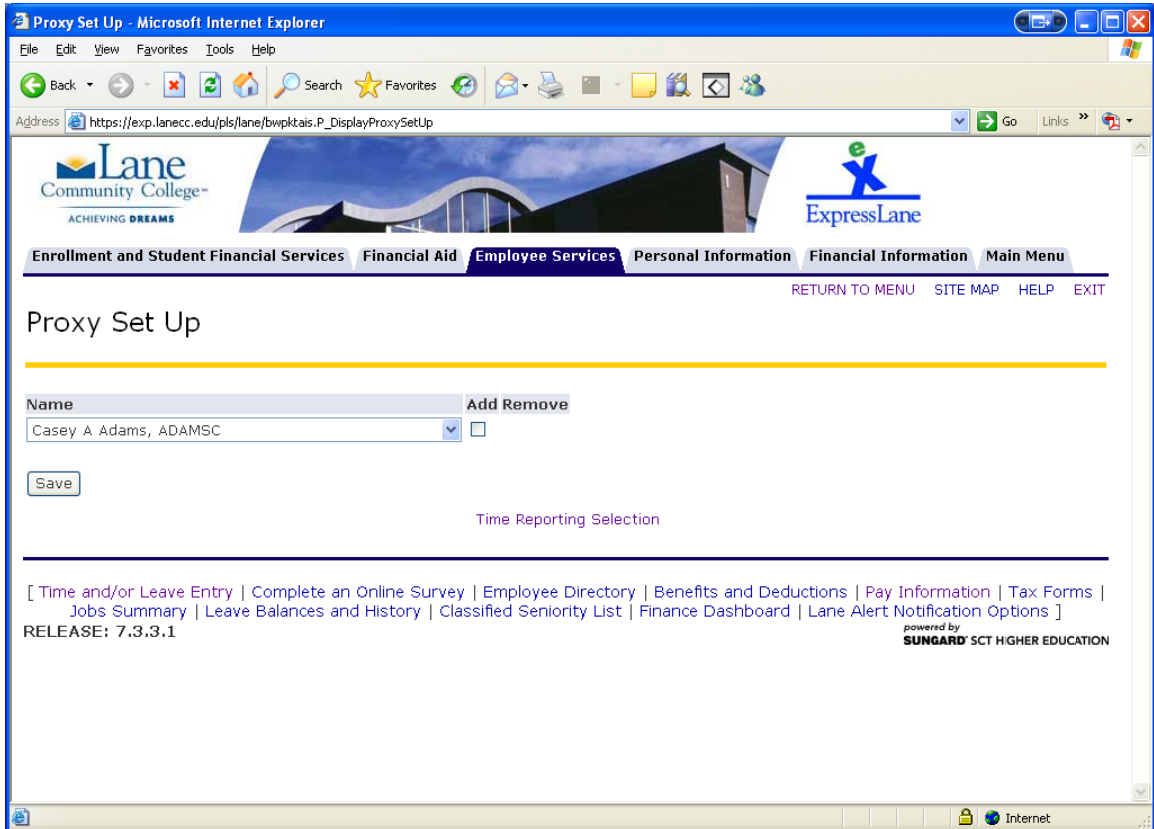 Proxy Set Up - Microsoft Internet Explorer
File Edit View Favorites Tools Help
Back Search Favorites
Address https://exp.lanecc.edu/pls/lane/bwpktais.P_DisplayProxySetUp Go Links »
Lane
Community College
ACHIEVING DREAMS
eX
ExpressLane
Enrollment and Student Financial Services Financial Aid Employee Services Personal Information Financial Information Main Menu
RETURN TO MENU SITE MAP HELP EXIT
Proxy Set Up
Name Add Remove
Casey A Adams, ADAMSC
Save
Time Reporting Selection
[ Time and/or Leave Entry | Complete an Online Survey | Employee Directory | Benefits and Deductions | Pay Information | Tax Forms |
Jobs Summary | Leave Balances and History | Classified Seniority List | Finance Dashboard | Lane Alert Notification Options ]
RELEASE: 7.3.3.1
powered by
SUNGARD' SCT HIGHER EDUCATION
Internet